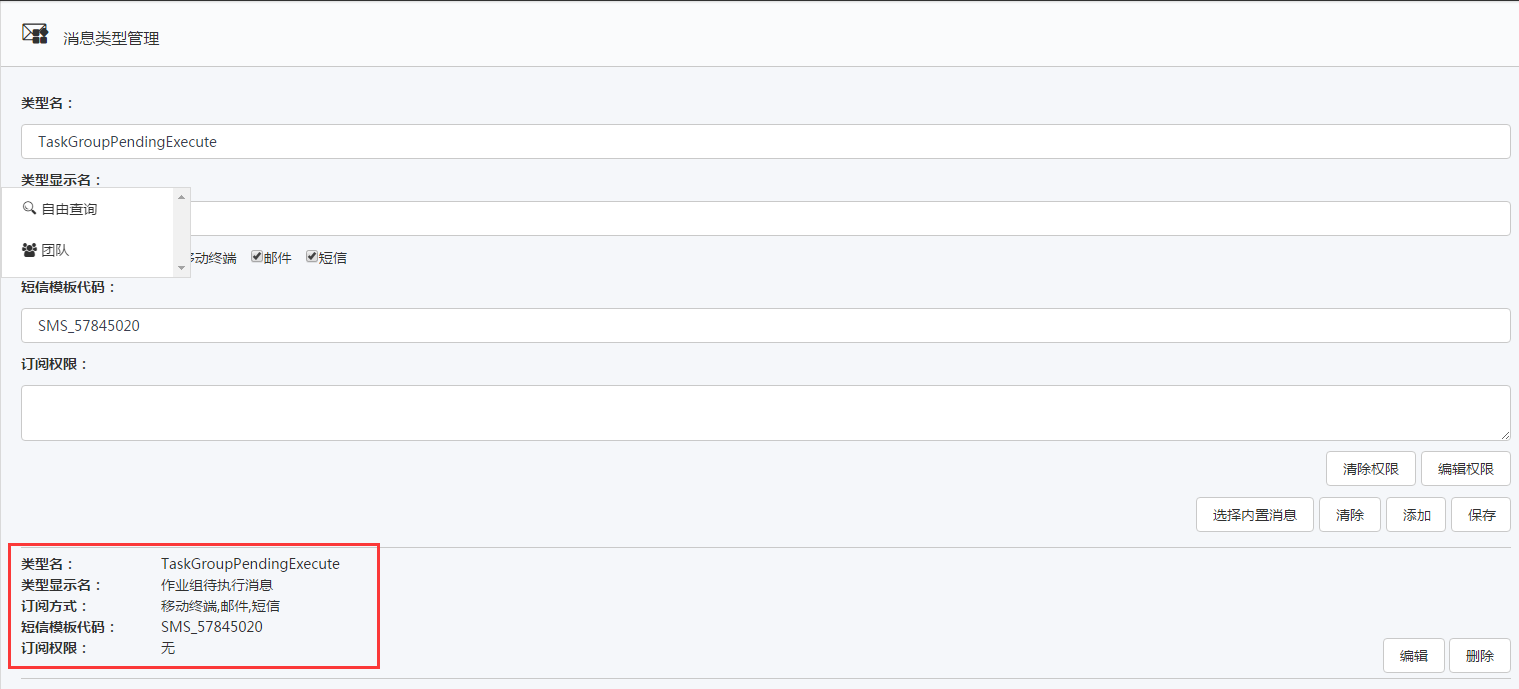 消息类型管理
类型名：
TaskGroupPendingExecute
类型显示名：
自由查询
团队
移动终端 邮件 短信
短信模板代码：
SMS_57845020
订阅权限：
清除权限 编辑权限
选择内置消息 清除 添加 保存
类型名： TaskGroupPendingExecute
类型显示名： 作业组待执行消息
订阅方式： 移动终端,邮件,短信
短信模板代码： SMS_57845020
订阅权限： 无
编辑 删除